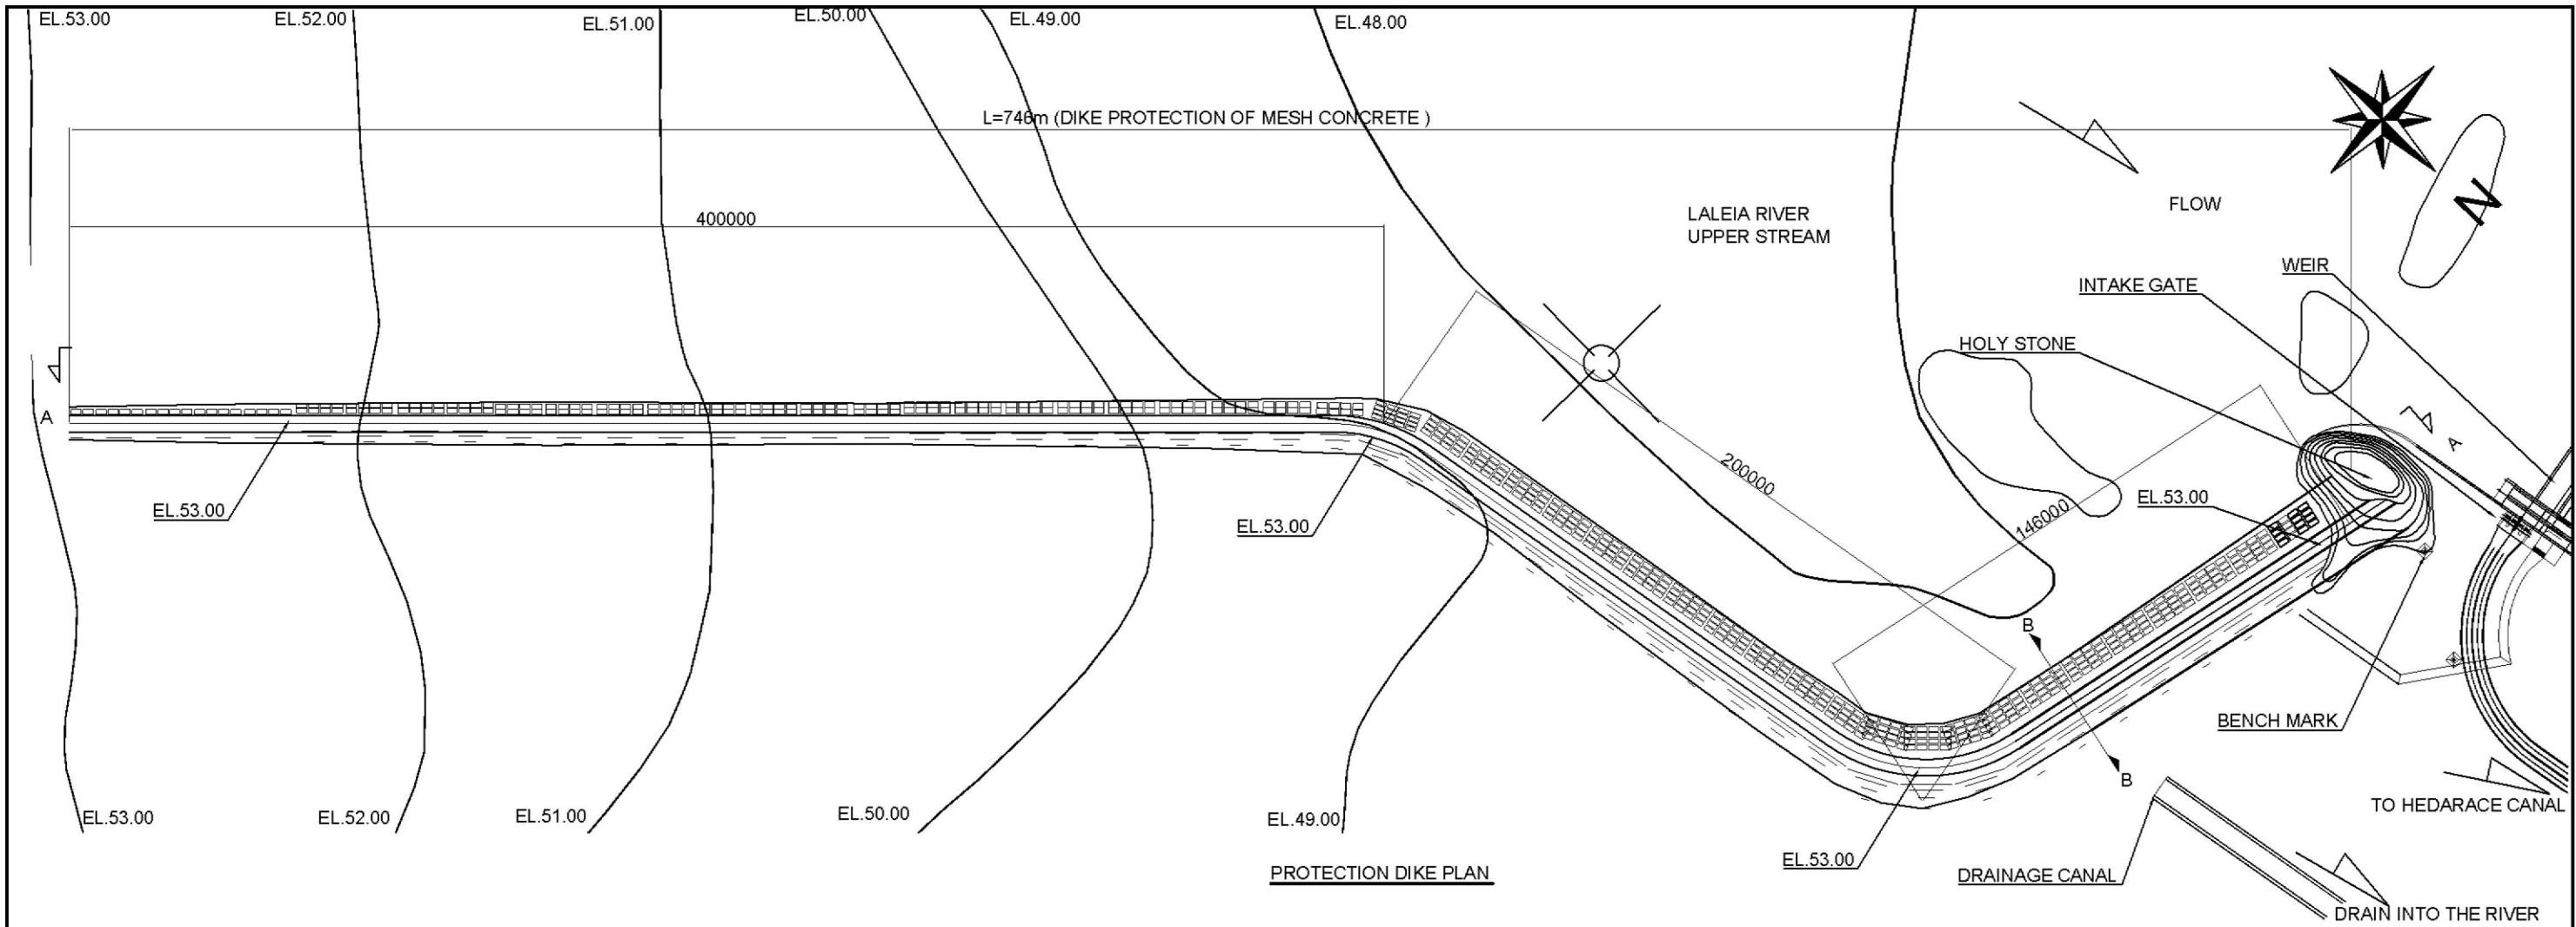 EL.53.00
EL.52.00
EL.51.00
EL.50.00
EL.49.00
EL.48.00
L=746m (DIKE PROTECTION OF MESH CONCRETE )
400000
LALEIA RIVER
UPPER STREAM
FLOW
N
WEIR
INTAKE GATE
HOLY STONE
A
A
200000
146000
EL.53.00
EL.53.00
EL.53.00
B
B
BENCH MARK
TO HEDARACE CANAL
EL.53.00
EL.52.00
EL.51.00
EL.50.00
EL.49.00
EL.53.00
PROTECTION DIKE PLAN
DRAINAGE CANAL
DRAIN INTO THE RIVER